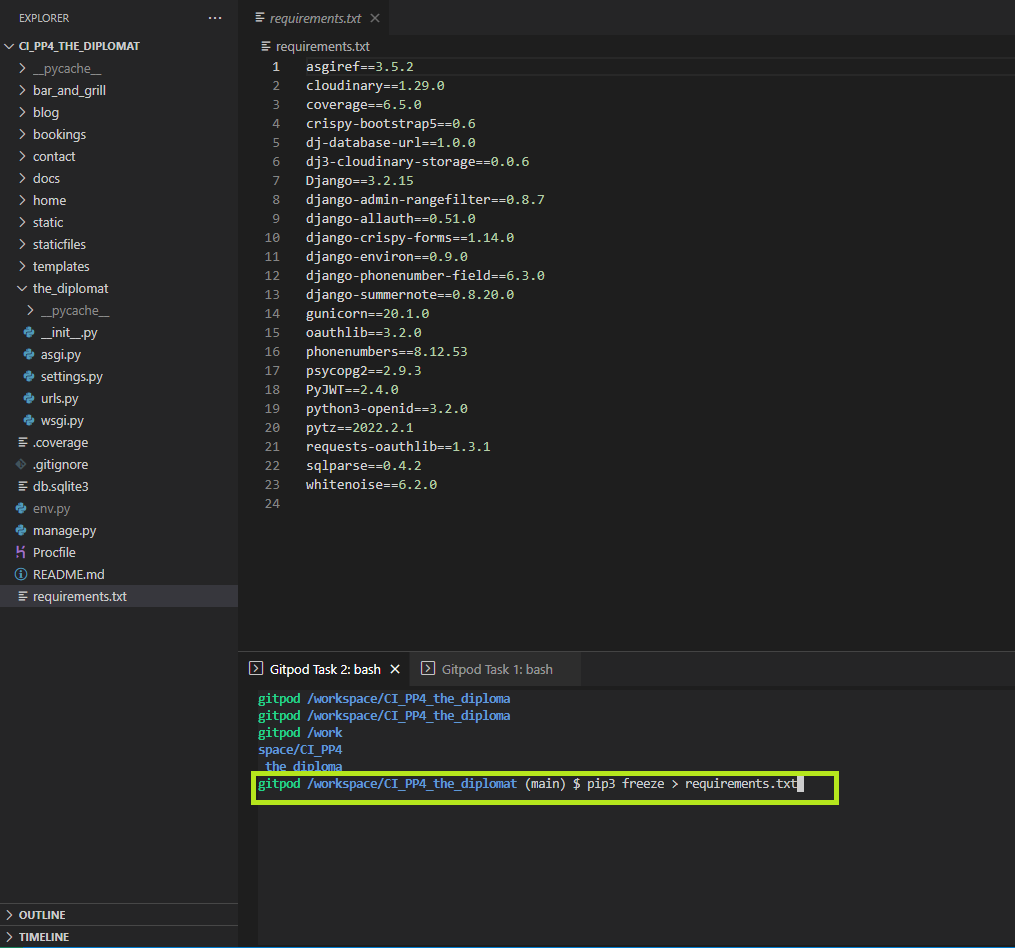 EXPLORER
CI_PP4_THE_DIPLOMAT
__pycache__
bar_and_grill
blog
bookings
contact
docs
home
static
staticfiles
templates
the_diplomat
__pycache__
__init__.py
asgi.py
settings.py
urls.py
wsgi.py
.coverage
.gitignore
db.sqlite3
env.py
manage.py
Procfile
README.md
requirements.txt
OUTLINE
TIMELINE
requirements.txt
requirements.txt
1 asgiref==3.5.2
2 cloudinary==1.29.0
3 coverage==6.5.0
4 crispy-bootstrap5==0.6
5 dj-database-url==1.0.0
6 dj3-cloudinary-storage==0.0.6
7 Django==3.2.15
8 django-admin-rangefilter==0.8.7
9 django-allauth==0.51.0
10 django-crispy-forms==1.14.0
11 django-environ==0.9.0
12 django-phonenumber-field==6.3.0
13 django-summernote==0.8.20.0
14 gunicorn==20.1.0
15 oauthlib==3.2.0
16 phonenumbers==8.12.53
17 psycopg2==2.9.3
18 PyJWT==2.4.0
19 python3-openid==3.2.0
20 pytz==2022.2.1
21 requests-oauthlib==1.3.1
22 sqlparse==0.4.2
23 whitenoise==6.2.0
24
Gitpod Task 2: bash Gitpod Task 1: bash
gitpod /workspace/CI_PP4_the_diploma
gitpod /workspace/CI_PP4_the_diploma
gitpod /work
space/CI_PP4
_the_diploma
gitpod /workspace/CI_PP4_the_diplomat (main) $ pip3 freeze > requirements.txt